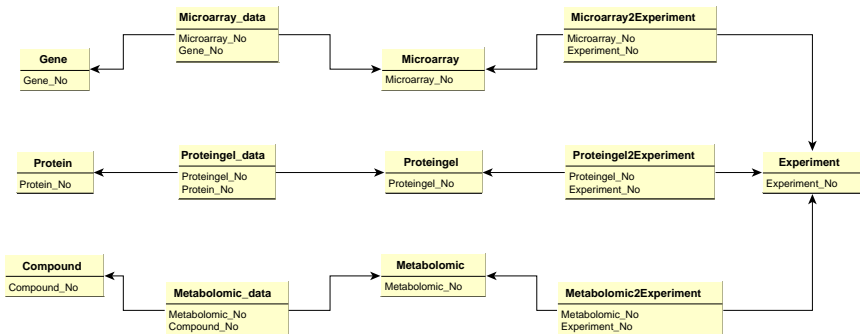 Microarray_data
Microarray_No
Gene_No
Microarray2Experiment
Microarray_No
Experiment_No
Gene
Gene_No
Microarray
Microarray_No
Protein
Protein_No
Proteingel_data
Proteingel_No
Protein_No
Proteingel
Proteingel_No
Proteingel2Experiment
Proteingel_No
Experiment_No
Experiment
Experiment_No
Compound
Compound_No
Metabolomic_data
Metabolomic_No
Compound_No
Metabolomic
Metabolomic_No
Metabolomic2Experiment
Metabolomic_No
Experiment_No